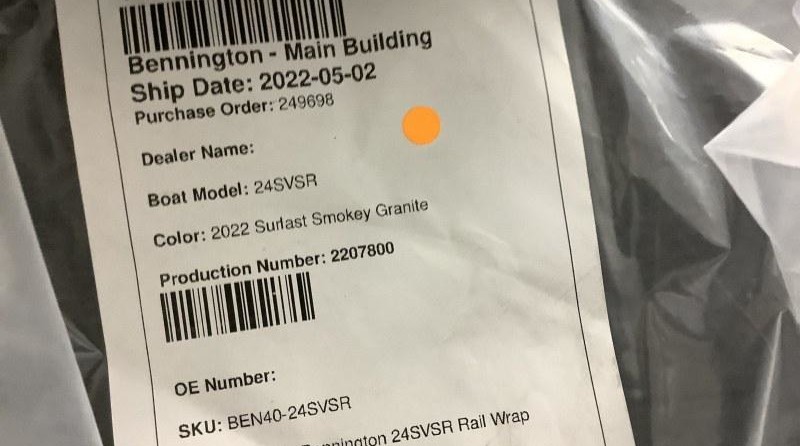 Bennington - Main Building
Ship Date: 2022-05-02
Purchase Order: 249698
Dealer Name:
Boat Model: 24SVSR
Color: 2022 Surlast Smokey Granite
Production Number: 2207800
OE Number:
SKU: BEN40-24SVSR
24SVSR Rail Wrap